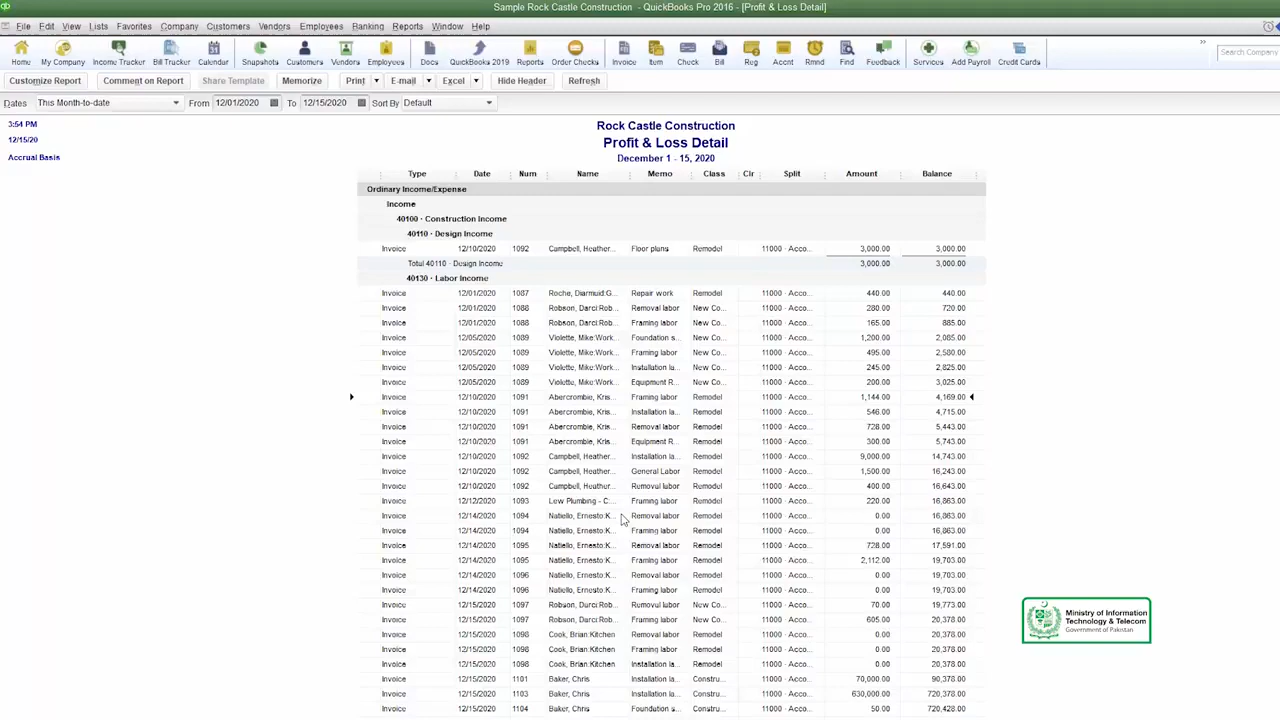 Sample Rock Castle Construction - QuickBooks Pro 2016 - [Profit & Loss Detail]
File Edit View Lists Favorites Company Customers Vendors Employees Banking Reports Window Help
Home My Company Income Tracker Bill Tracker Calendar Snapshots Customers Vendors Employees Docs QuickBooks 2019 Reports Order Checks Invoice Item Check Bill Reg Accnt Rmnd Find Feedback Services Add Payroll Credit Cards
Search Company
Customize Report Comment on Report Share Template Memorize Print E-mail Excel Hide Header Refresh
Dates This Month-to-date From 12/01/2020 To 12/15/2020 Sort By Default
3:54 PM
12/15/20
Accrual Basis
Rock Castle Construction
Profit & Loss Detail
December 1 - 15, 2020
Type Date Num Name Memo Class Clr Split Amount Balance
Ordinary Income/Expense
Income
40100 · Construction Income
40110 · Design Income
Invoice 12/10/2020 1092 Campbell, Heather... Floor plans Remodel 11000 · Acco... 3,000.00 3,000.00
Total 40110 · Design Income 3,000.00 3,000.00
40130 · Labor Income
Invoice 12/01/2020 1087 Roche, Diarmuid:G... Repair work Remodel 11000 · Acco... 440.00 440.00
Invoice 12/01/2020 1088 Robson, Darci:Rob... Removal labor New Co... 11000 · Acco... 280.00 720.00
Invoice 12/01/2020 1088 Robson, Darci:Rob... Framing labor New Co... 11000 · Acco... 165.00 885.00
Invoice 12/05/2020 1089 Violette, Mike:Work... Foundation s... New Co... 11000 · Acco... 1,200.00 2,085.00
Invoice 12/05/2020 1089 Violette, Mike:Work... Framing labor New Co... 11000 · Acco... 495.00 2,580.00
Invoice 12/05/2020 1089 Violette, Mike:Work... Installation la... New Co... 11000 · Acco... 245.00 2,825.00
Invoice 12/05/2020 1089 Violette, Mike:Work... Equipment R... New Co... 11000 · Acco... 200.00 3,025.00
Invoice 12/10/2020 1091 Abercrombie, Kris... Framing labor Remodel 11000 · Acco... 1,144.00 4,169.00
Invoice 12/10/2020 1091 Abercrombie, Kris... Installation la... Remodel 11000 · Acco... 546.00 4,715.00
Invoice 12/10/2020 1091 Abercrombie, Kris... Removal labor Remodel 11000 · Acco... 728.00 5,443.00
Invoice 12/10/2020 1091 Abercrombie, Kris... Equipment R... Remodel 11000 · Acco... 300.00 5,743.00
Invoice 12/10/2020 1092 Campbell, Heather... Installation la... Remodel 11000 · Acco... 9,000.00 14,743.00
Invoice 12/10/2020 1092 Campbell, Heather... General Labor Remodel 11000 · Acco... 1,500.00 16,243.00
Invoice 12/10/2020 1092 Campbell, Heather... Removal labor Remodel 11000 · Acco... 400.00 16,643.00
Invoice 12/12/2020 1093 Lew Plumbing - C:... Framing labor Remodel 11000 · Acco... 220.00 16,863.00
Invoice 12/14/2020 1094 Natiello, Ernesto:K... Removal labor Remodel 11000 · Acco... 0.00 16,863.00
Invoice 12/14/2020 1094 Natiello, Ernesto:K... Framing labor Remodel 11000 · Acco... 0.00 16,863.00
Invoice 12/14/2020 1095 Natiello, Ernesto:K... Removal labor Remodel 11000 · Acco... 728.00 17,591.00
Invoice 12/14/2020 1095 Natiello, Ernesto:K... Framing labor Remodel 11000 · Acco... 2,112.00 19,703.00
Invoice 12/14/2020 1096 Natiello, Ernesto:K... Removal labor Remodel 11000 · Acco... 0.00 19,703.00
Invoice 12/14/2020 1096 Natiello, Ernesto:K... Framing labor Remodel 11000 · Acco... 0.00 19,703.00
Invoice 12/15/2020 1097 Robson, Darci:Rob... Removal labor New Co... 11000 · Acco... 70.00 19,773.00
Invoice 12/15/2020 1097 Robson, Darci:Rob... Framing labor New Co... 11000 · Acco... 605.00 20,378.00
Invoice 12/15/2020 1098 Cook, Brian:Kitchen Removal labor Remodel 11000 · Acco... 0.00 20,378.00
Invoice 12/15/2020 1098 Cook, Brian:Kitchen Framing labor Remodel 11000 · Acco... 0.00 20,378.00
Invoice 12/15/2020 1098 Cook, Brian:Kitchen Installation la... Remodel 11000 · Acco... 0.00 20,378.00
Invoice 12/15/2020 1101 Baker, Chris Installation la... Constru... 11000 · Acco... 70,000.00 90,378.00
Invoice 12/15/2020 1103 Baker, Chris Installation la... Constru... 11000 · Acco... 630,000.00 720,378.00
Invoice 12/15/2020 1104 Baker, Chris Foundation s... Constru... 11000 · Acco... 50.00 720,428.00
Ministry of Information
Technology & Telecom
Government of Pakistan